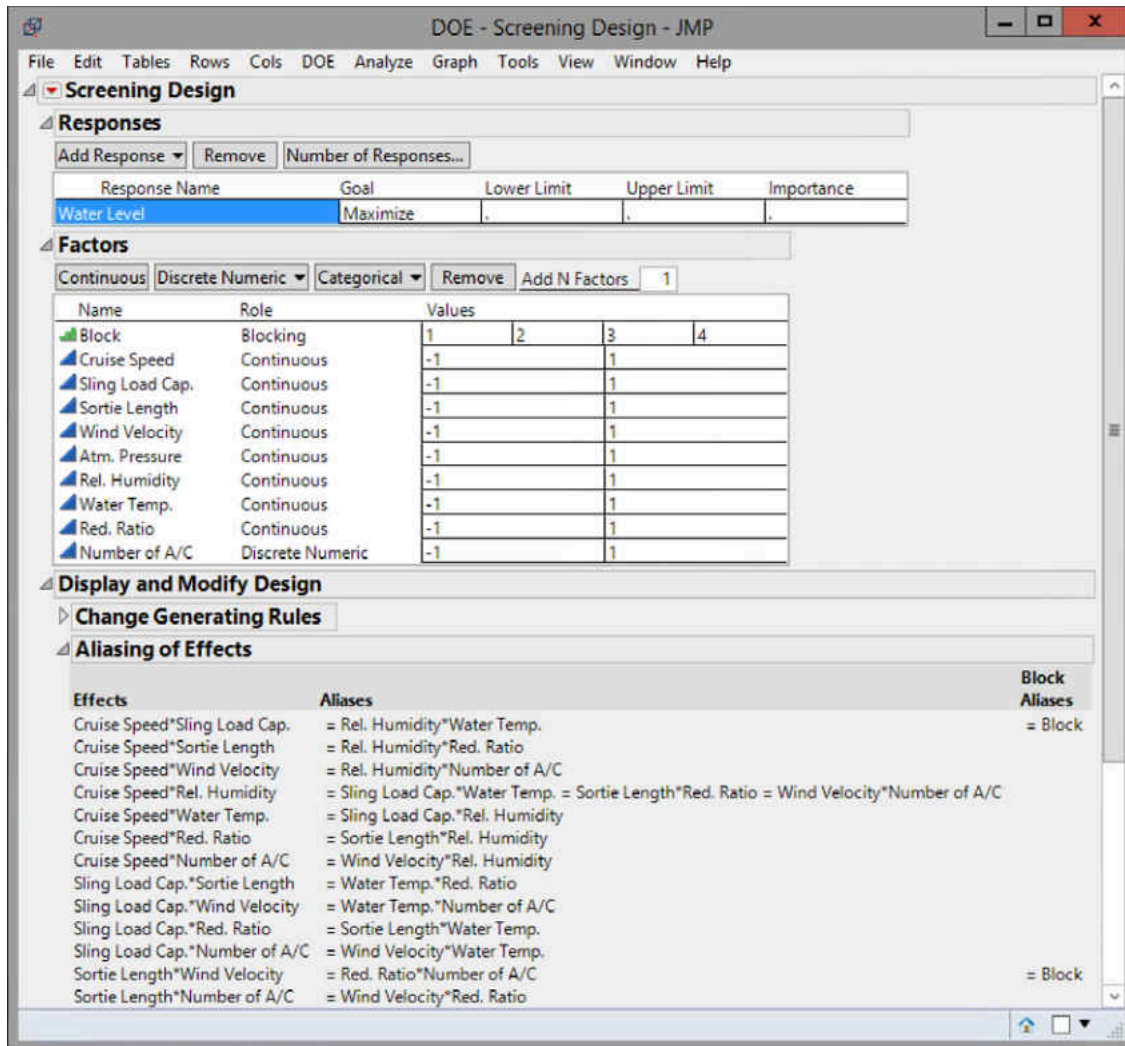 DOE - Screening Design - JMP
File Edit Tables Rows Cols DOE Analyze Graph Tools View Window Help
Screening Design
Responses
Add Response Remove Number of Responses...
Response Name Goal Lower Limit Upper Limit Importance
Water Level Maximize . . .
Factors
Continuous Discrete Numeric Categorical Remove Add N Factors 1
Name Role Values
Block Blocking 1 2 3 4
Cruise Speed Continuous -1 1
Sling Load Cap. Continuous -1 1
Sortie Length Continuous -1 1
Wind Velocity Continuous -1 1
Atm. Pressure Continuous -1 1
Rel. Humidity Continuous -1 1
Water Temp. Continuous -1 1
Red. Ratio Continuous -1 1
Number of A/C Discrete Numeric -1 1
Display and Modify Design
Change Generating Rules
Aliasing of Effects
Block
Effects Aliases Aliases
Cruise Speed*Sling Load Cap. = Rel. Humidity*Water Temp. = Block
Cruise Speed*Sortie Length = Rel. Humidity*Red. Ratio
Cruise Speed*Wind Velocity = Rel. Humidity*Number of A/C
Cruise Speed*Rel. Humidity = Sling Load Cap.*Water Temp. = Sortie Length*Red. Ratio = Wind Velocity*Number of A/C
Cruise Speed*Water Temp. = Sling Load Cap.*Rel. Humidity
Cruise Speed*Red. Ratio = Sortie Length*Rel. Humidity
Cruise Speed*Number of A/C = Wind Velocity*Rel. Humidity
Sling Load Cap.*Sortie Length = Water Temp.*Red. Ratio
Sling Load Cap.*Wind Velocity = Water Temp.*Number of A/C
Sling Load Cap.*Red. Ratio = Sortie Length*Water Temp.
Sling Load Cap.*Number of A/C = Wind Velocity*Water Temp.
Sortie Length*Wind Velocity = Red. Ratio*Number of A/C = Block
Sortie Length*Number of A/C = Wind Velocity*Red. Ratio